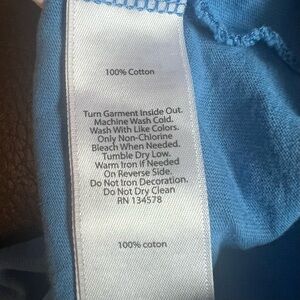 100% Cotton
Turn Garment Inside Out.
Machine Wash Cold.
Wash With Like Colors.
Only Non-Chlorine
Bleach When Needed.
Tumble Dry Low.
Warm Iron If Needed
On Reverse Side.
Do Not Iron Decoration.
Do Not Dry Clean
RN 134578
100% coton